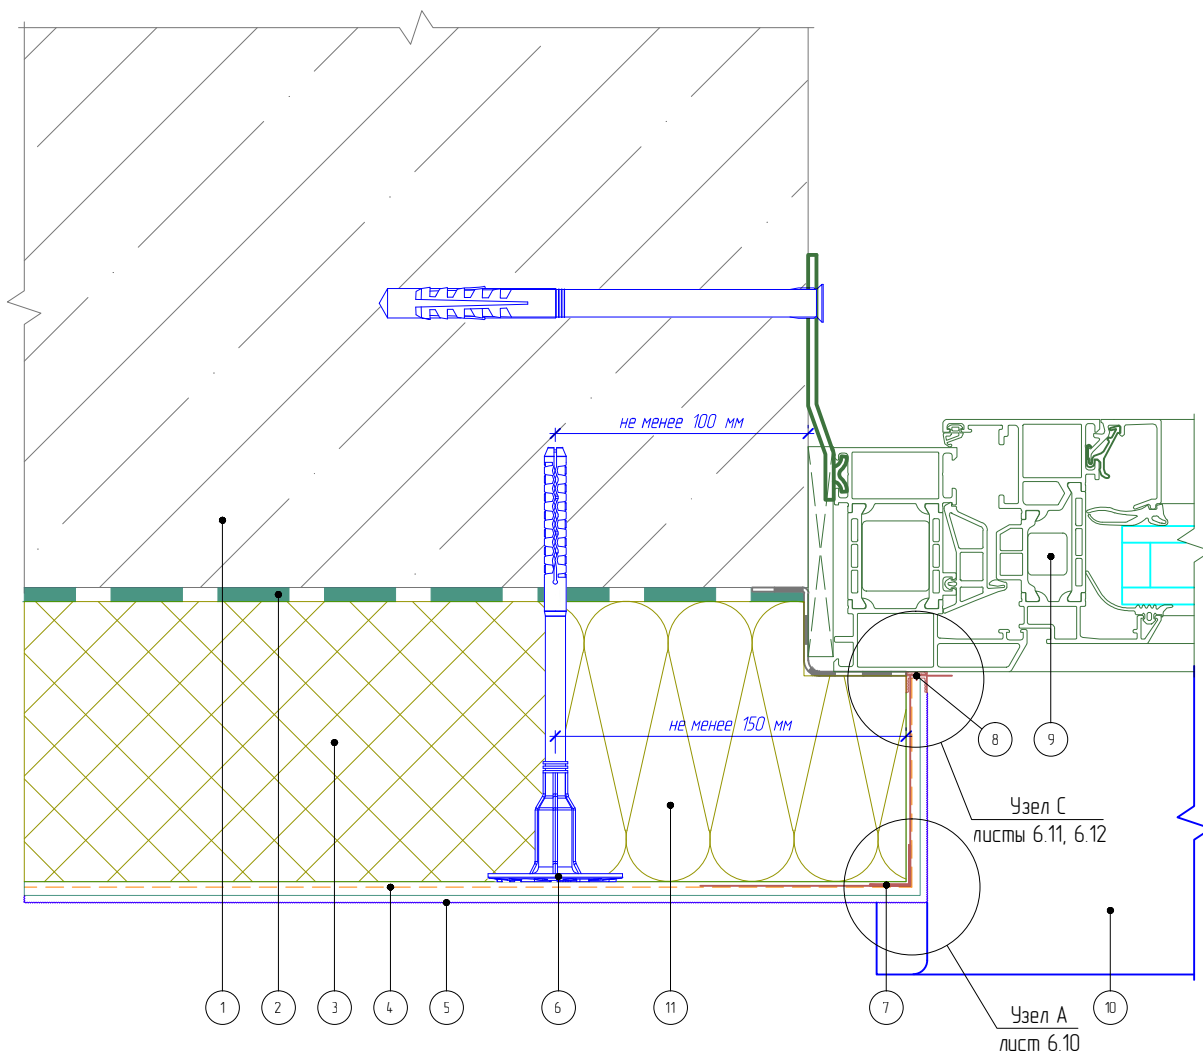 не менее 100 мм
не менее 150 мм
8
9
Узел С
листы 6.11, 6.12
1
2
3
4
5
6
11
7
10
Узел А
лист 6.10